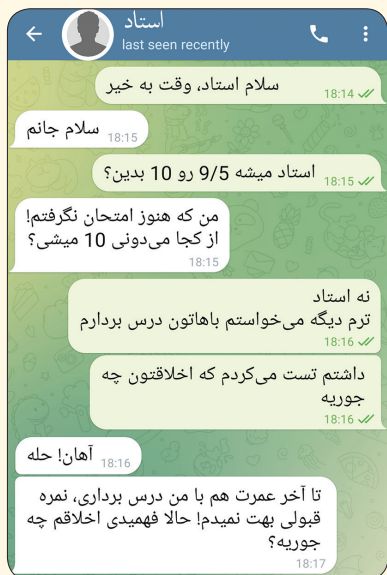 استاد
last seen recently
سلام استاد، وقت به خیر
18:14
سلام جانم
18:15
استاد میشه 9/5 رو 10 بدین؟
18:15
من که هنوز امتحان نگرفتم!
از کجا می‌دونی 10 میشی؟
18:15
نه استاد
ترم دیگه می‌خواستم باهاتون درس بردارم
18:16
داشتم تست می‌کردم که اخلاقتون چه
جوریه
18:16
آهان! حله
18:16
تا آخر عمرت هم با من درس برداری، نمره
قبولی بهت نمیدم! حالا فهمیدی اخلاقم چه
جوریه؟
18:17